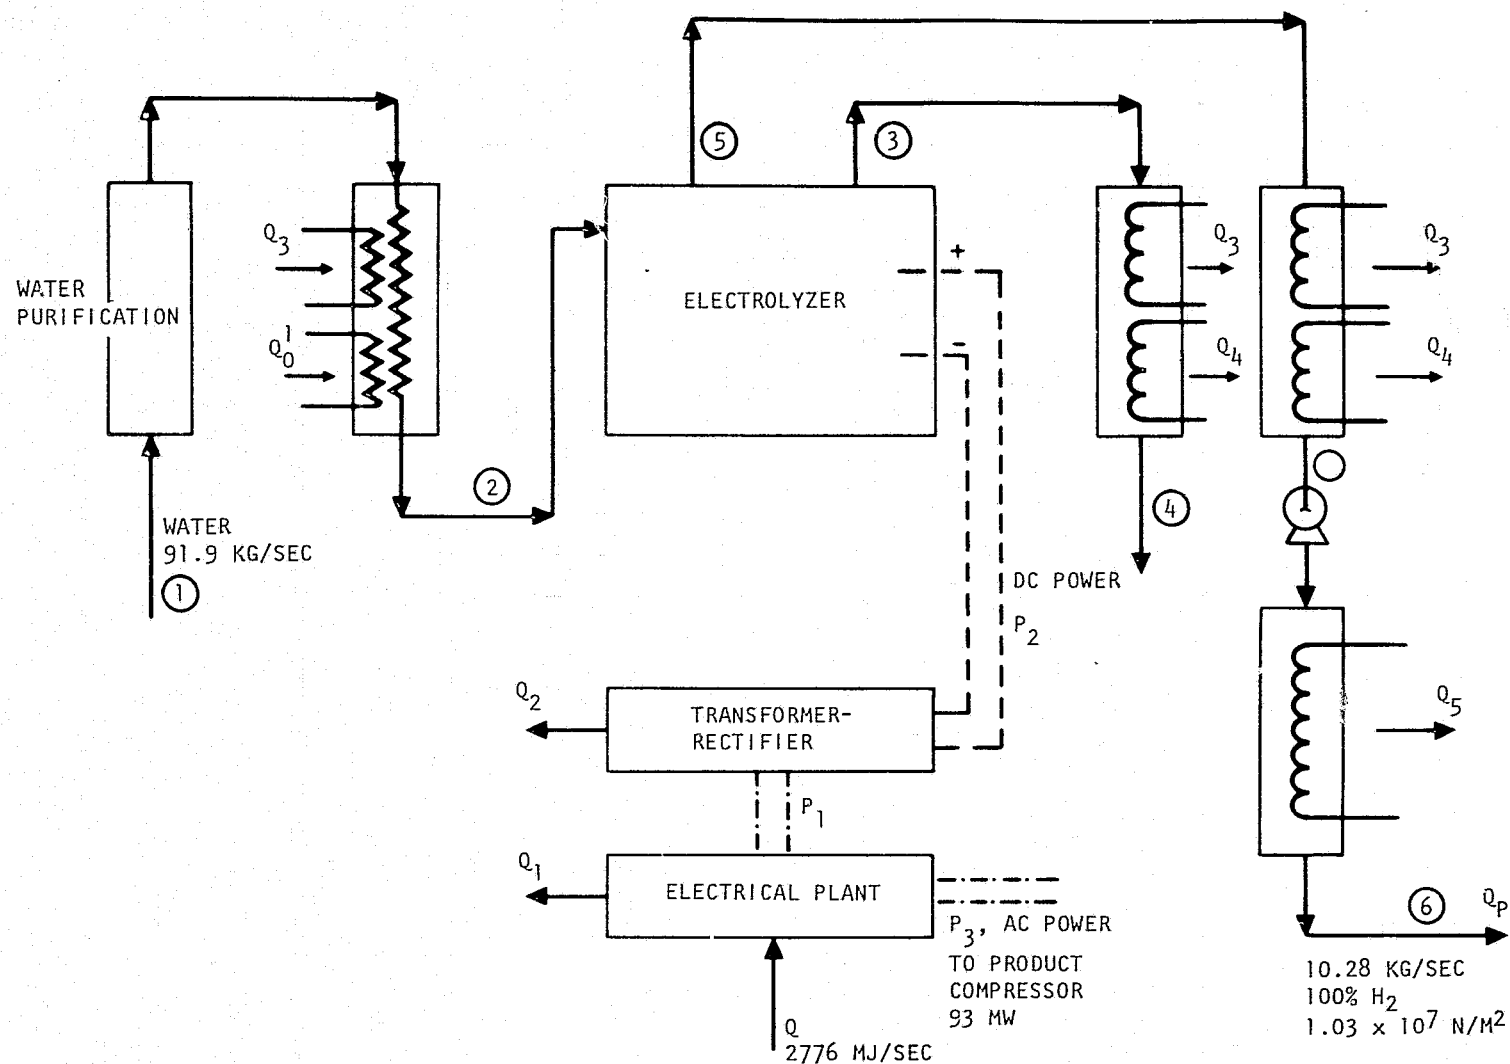 ⑤
③
WATER
PURIFICATION
Q3
Q0 1
ELECTROLYZER
+
-
Q3
Q4
Q3
Q4
②
④
WATER
91.9 KG/SEC
①
DC POWER
P2
Q2
TRANSFORMER-
RECTIFIER
Q5
P1
Q1
ELECTRICAL PLANT
P3, AC POWER
TO PRODUCT
COMPRESSOR
93 MW
Q
2776 MJ/SEC
⑥
QP
10.28 KG/SEC
100% H2
1.03 x 10^7 N/M^2